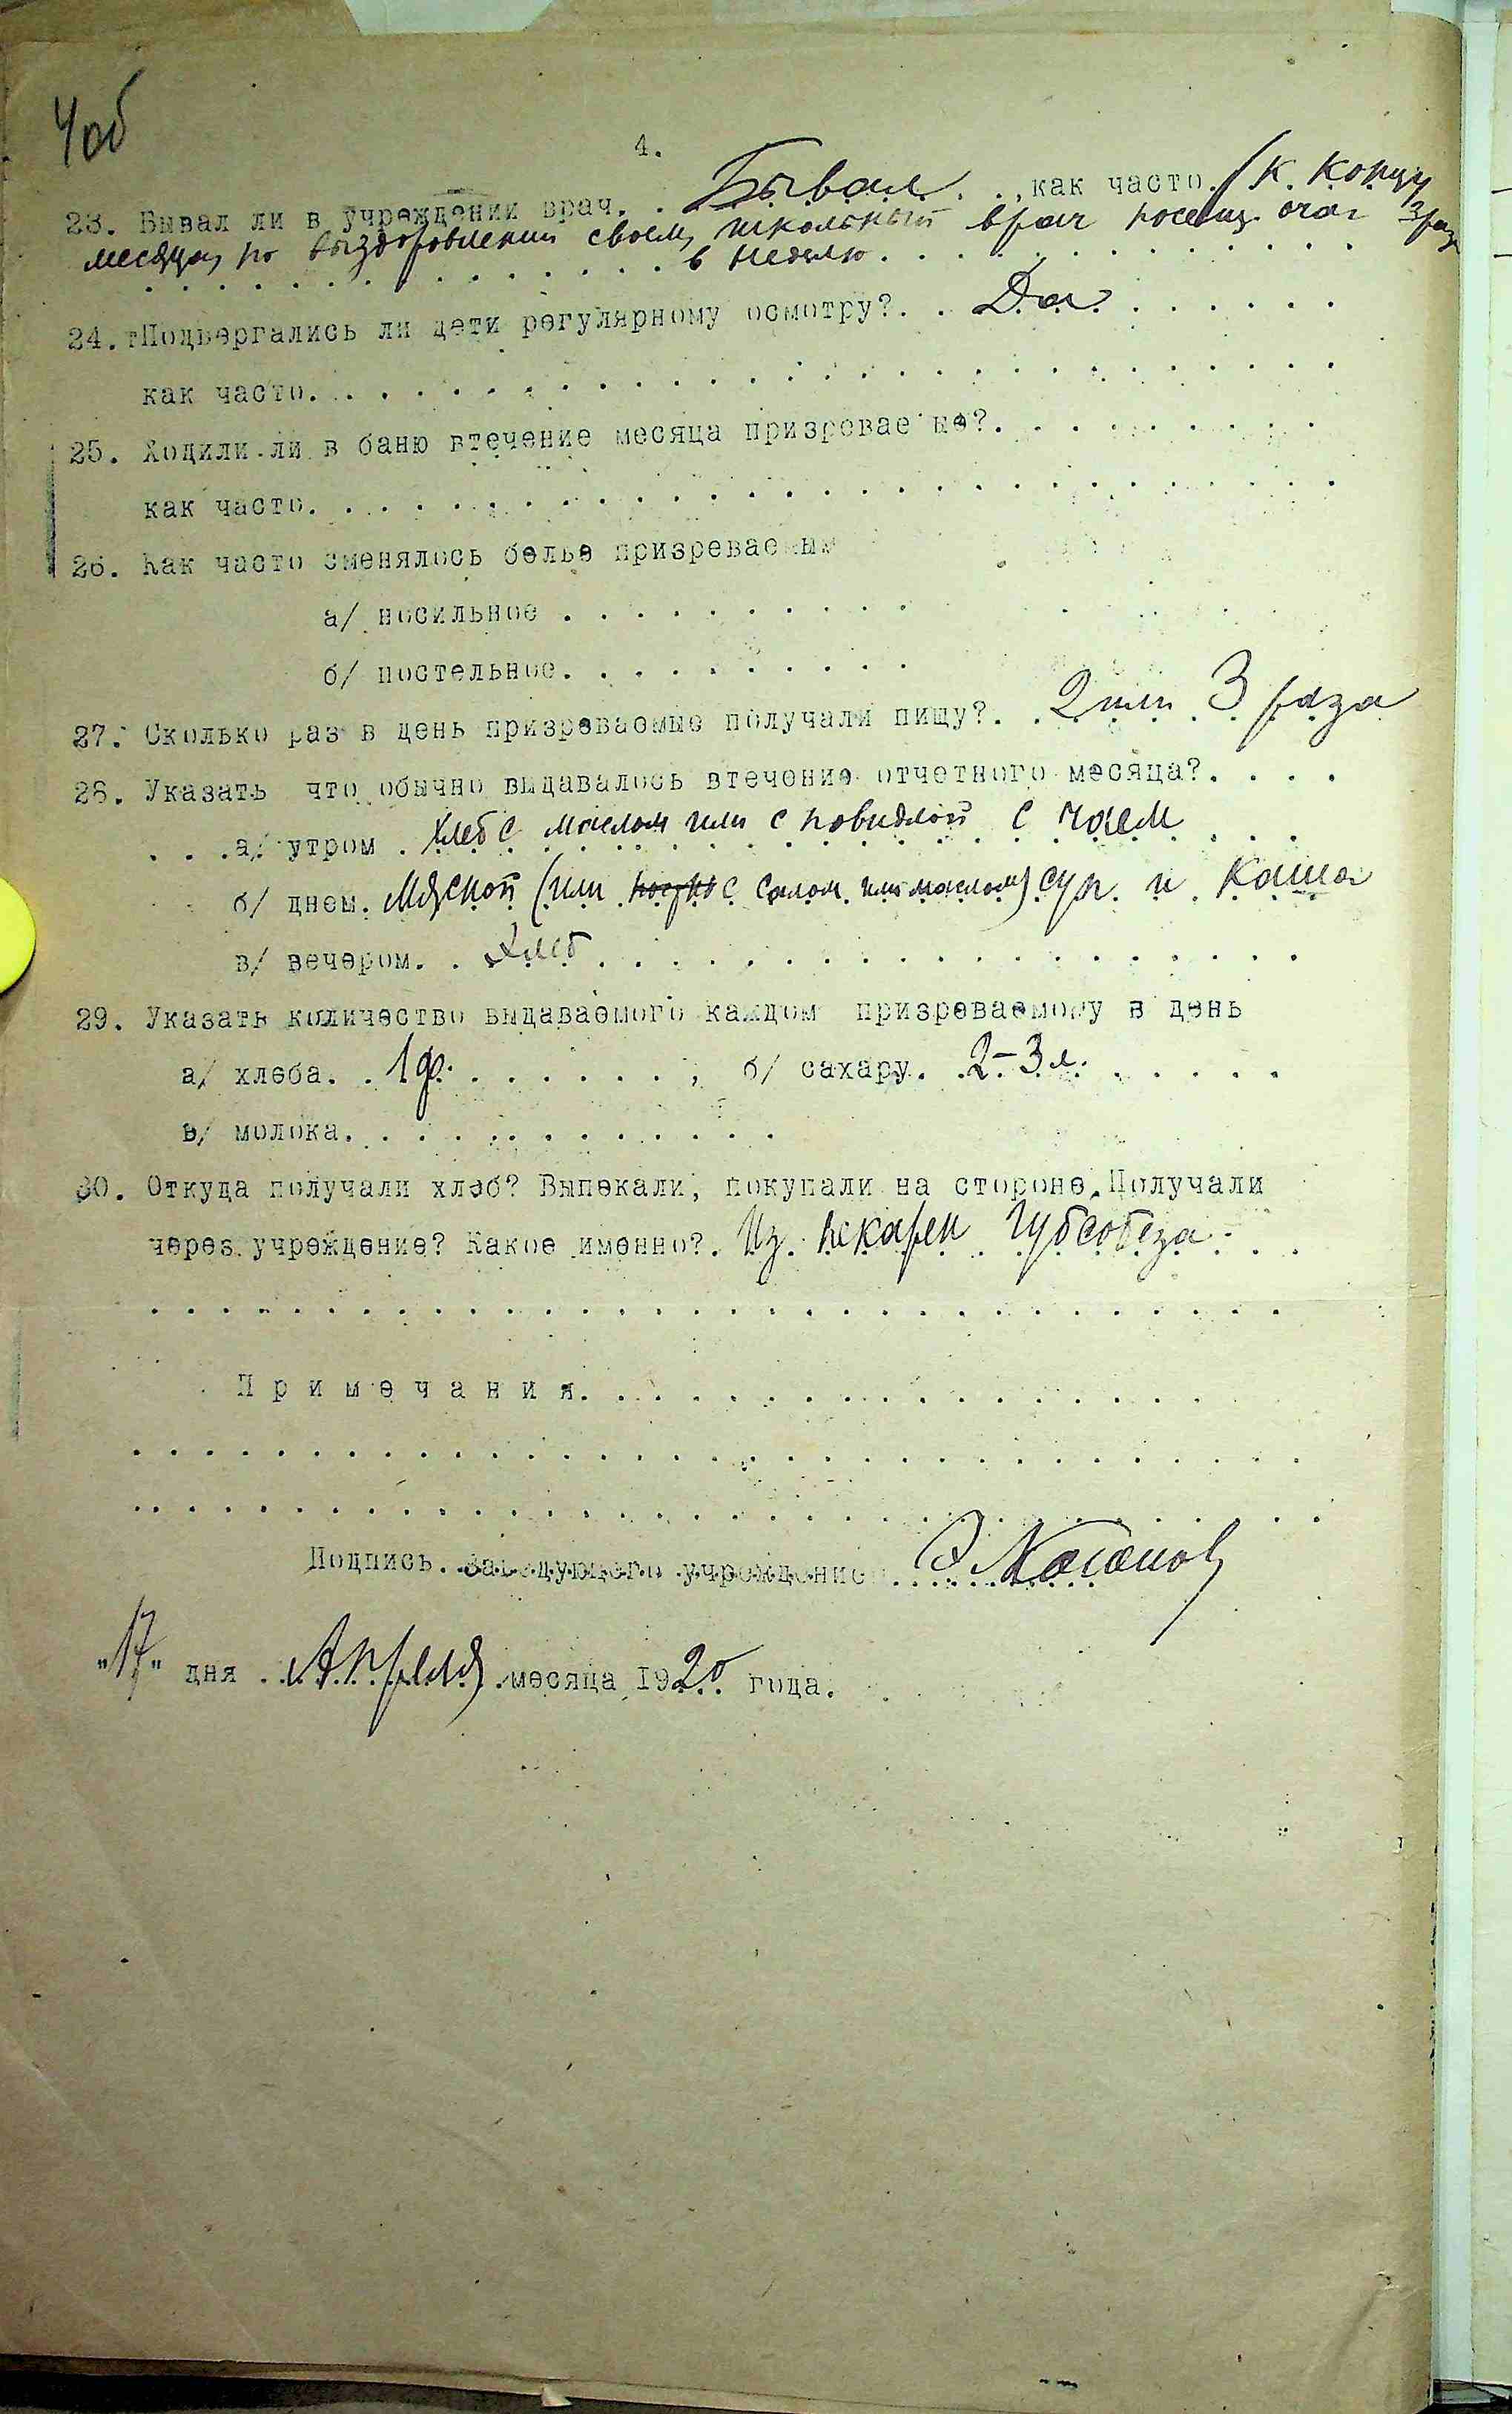 4об
4.
23. Бывал ли в учреждении врач. . Бывал . . , как часто. (К концу
месяца, по выздоровлении своем, школьный врач посещ. очаг 3 раза
в неделю. . . . . . . . . .
24. Подвергались ли дети регулярному осмотру?. . Да . . . . . .
как часто. . . . . . . . . . . . . . . . . . . . . . . . . . . . .
25. Ходили ли в баню втечение месяца призревае не?. . . . . . . . .
как часто. . . . . . . . . . . . . . . . . . . . . . . . . . . . .
26. Как часто сменялось белье призреваемым
а/ носильное . . . . . . . . . .
б/ постельное. . . . . . . . . .
27. Сколько раз в день призреваемые получали пищу?. . 2 или 3 раза
28. Указать что обычно выдавалось втечение отчетного месяца?. . . .
. . . а/ утром . Хлеб с маслом или с повидлой с чаем . . .
б/ днем. Мясной (или с салом или маслом) суп и каша
в/ вечером. . Хлеб . . . . . . . . . . . . . . . . . . . .
29. Указать количество выдаваемого каждом призреваемому в день
а/ хлеба. . 1 ф. . . . . . . , б/ сахару. . 2-3 л. . . . . .
в/ молока. . . . . . . . . . . . .
30. Откуда получали хлеб? Выпекали, покупали на стороне. Получали
через учреждение? Какое именно?. Из пекарен Губсобеза . . .
. . . . . . . . . . . . . . . . . . . . . . . . . . . . . . . .
Примечания. . . . . . . . . . . . . . . . . .
. . . . . . . . . . . . . . . . . . . . . . . . . . . . . . . . .
. . . . . . . . . . . . . . . . . . . . . . . . . . . . . . . . .
Подпись. Заведующего учреждение . . . . . . . .
"17" дня . Апреля . месяца 1920 года.